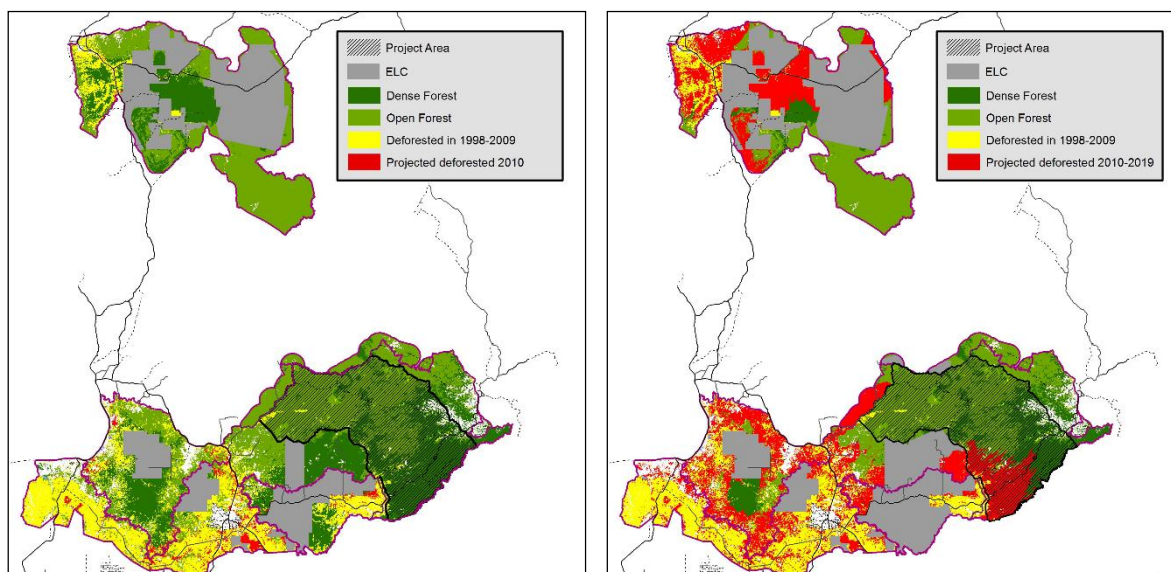 Project Area
ELC
Dense Forest
Open Forest
Deforested in 1998-2009
Projected deforested 2010
Project Area
ELC
Dense Forest
Open Forest
Deforested in 1998-2009
Projected deforested 2010-2019